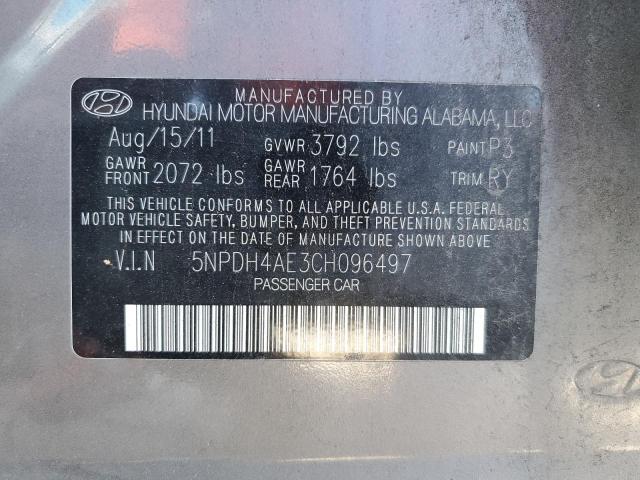 MANUFACTURED BY
HYUNDAI MOTOR MANUFACTURING ALABAMA, LLC
Aug/15/11 GVWR 3792 lbs PAINT P3
GAWR FRONT 2072 lbs GAWR REAR 1764 lbs TRIM RY
THIS VEHICLE CONFORMS TO ALL APPLICABLE U.S.A. FEDERAL
MOTOR VEHICLE SAFETY, BUMPER, AND THEFT PREVENTION STANDARDS
IN EFFECT ON THE DATE OF MANUFACTURE SHOWN ABOVE
V.I.N 5NPDH4AE3CH096497
PASSENGER CAR